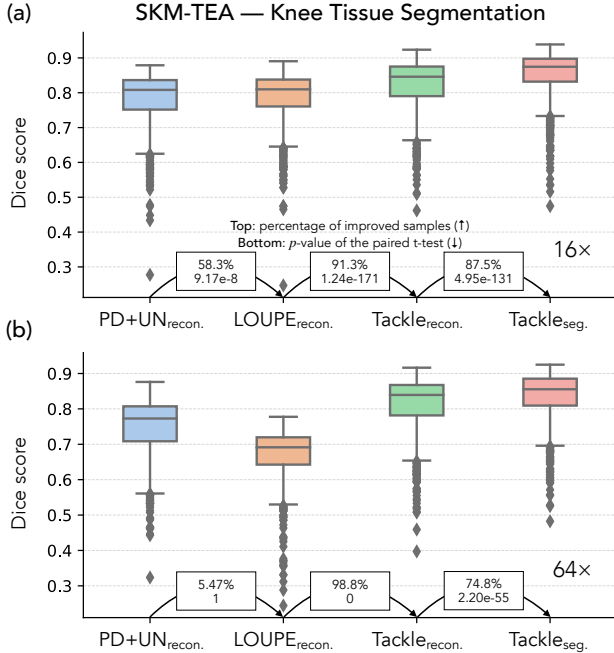 (a) SKM-TEA — Knee Tissue Segmentation
0.9
0.8
0.7
0.6
0.5
0.4
0.3
Dice score
Top: percentage of improved samples (↑)
Bottom: p-value of the paired t-test (↓)
16×
58.3%
9.17e-8
91.3%
1.24e-171
87.5%
4.95e-131
PD+UNrecon. LOUPErecon. Tacklerecon. Tackleseg.
(b)
0.9
0.8
0.7
0.6
0.5
0.4
0.3
Dice score
64×
5.47%
1
98.8%
0
74.8%
2.20e-55
PD+UNrecon. LOUPErecon. Tacklerecon. Tackleseg.